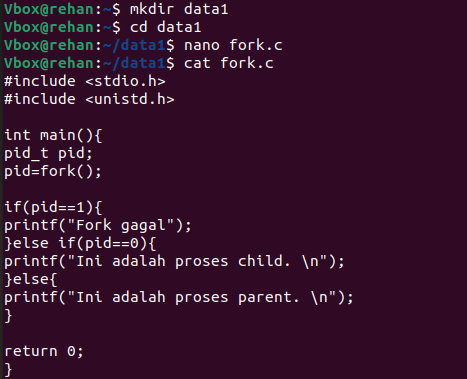 Vbox@rehan:~$ mkdir data1
Vbox@rehan:~$ cd data1
Vbox@rehan:~/data1$ nano fork.c
Vbox@rehan:~/data1$ cat fork.c
#include <stdio.h>
#include <unistd.h>

int main(){
pid_t pid;
pid=fork();

if(pid==1){
printf("Fork gagal");
}else if(pid==0){
printf("Ini adalah proses child. \n");
}else{
printf("Ini adalah proses parent. \n");
}

return 0;
}